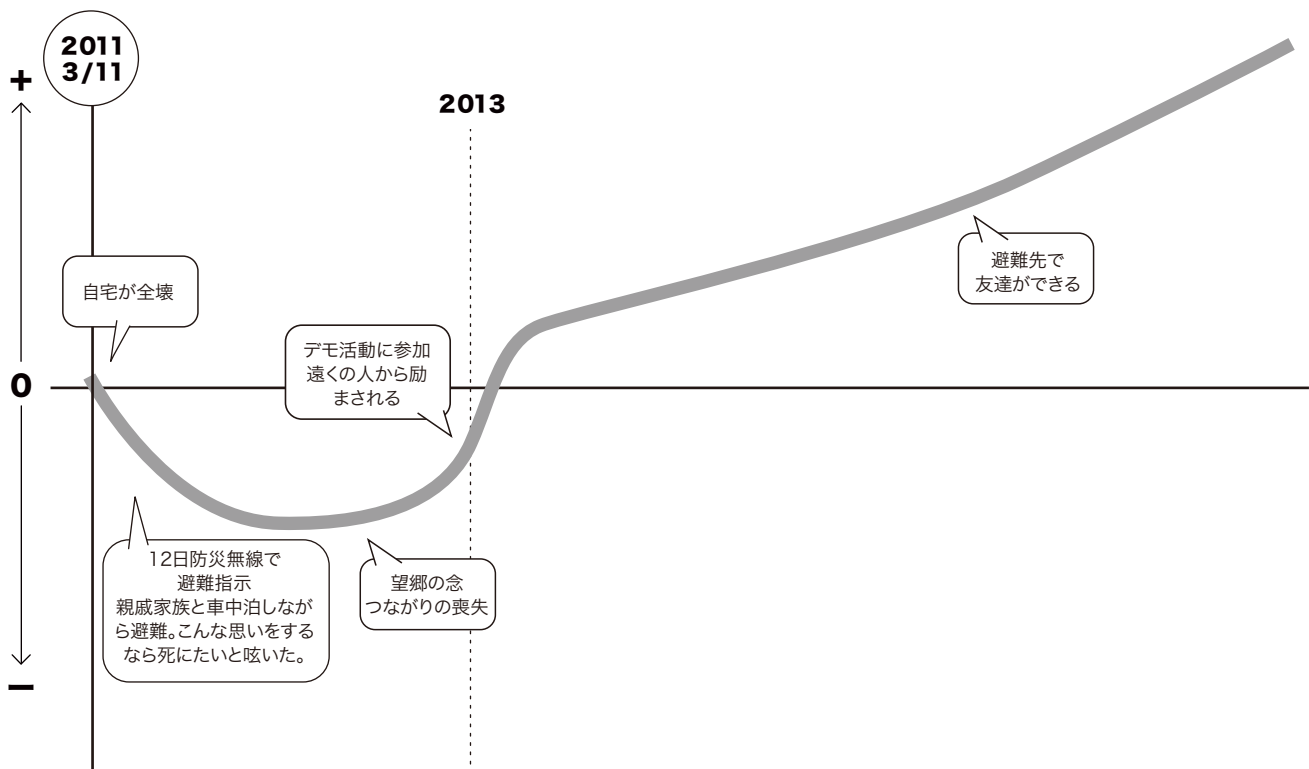 2011
3/11
+
2013
自宅が全壊
避難先で
友達ができる
デモ活動に参加
遠くの人から励
まされる
0
12日防災無線で
避難指示
親戚家族と車中泊しなが
ら避難。こんな思いをする
なら死にたいと呟いた。
望郷の念
つながりの喪失
−